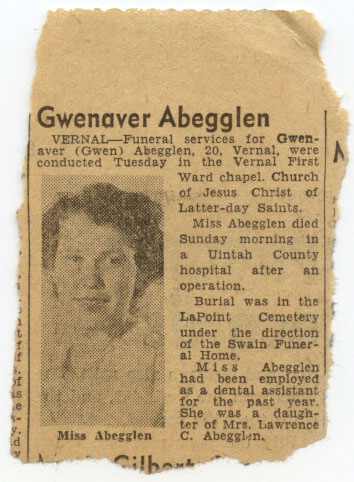 Gwenaver Abegglen
VERNAL—Funeral services for Gwen-
aver (Gwen) Abegglen, 20, Vernal, were
conducted Tuesday in the Vernal First
Ward chapel. Church
of Jesus Christ of
Latter-day Saints.
Miss Abegglen died
Sunday morning in
a Uintah County
hospital after an
operation.
Burial was in the
LaPoint Cemetery
under the direction
of the Swain Funer-
al Home.
Miss Abegglen
had been employed
as a dental assistant
for the past year.
She was a daugh-
ter of Mrs. Lawrence
C. Abegglen.
Miss Abegglen
Gilbert